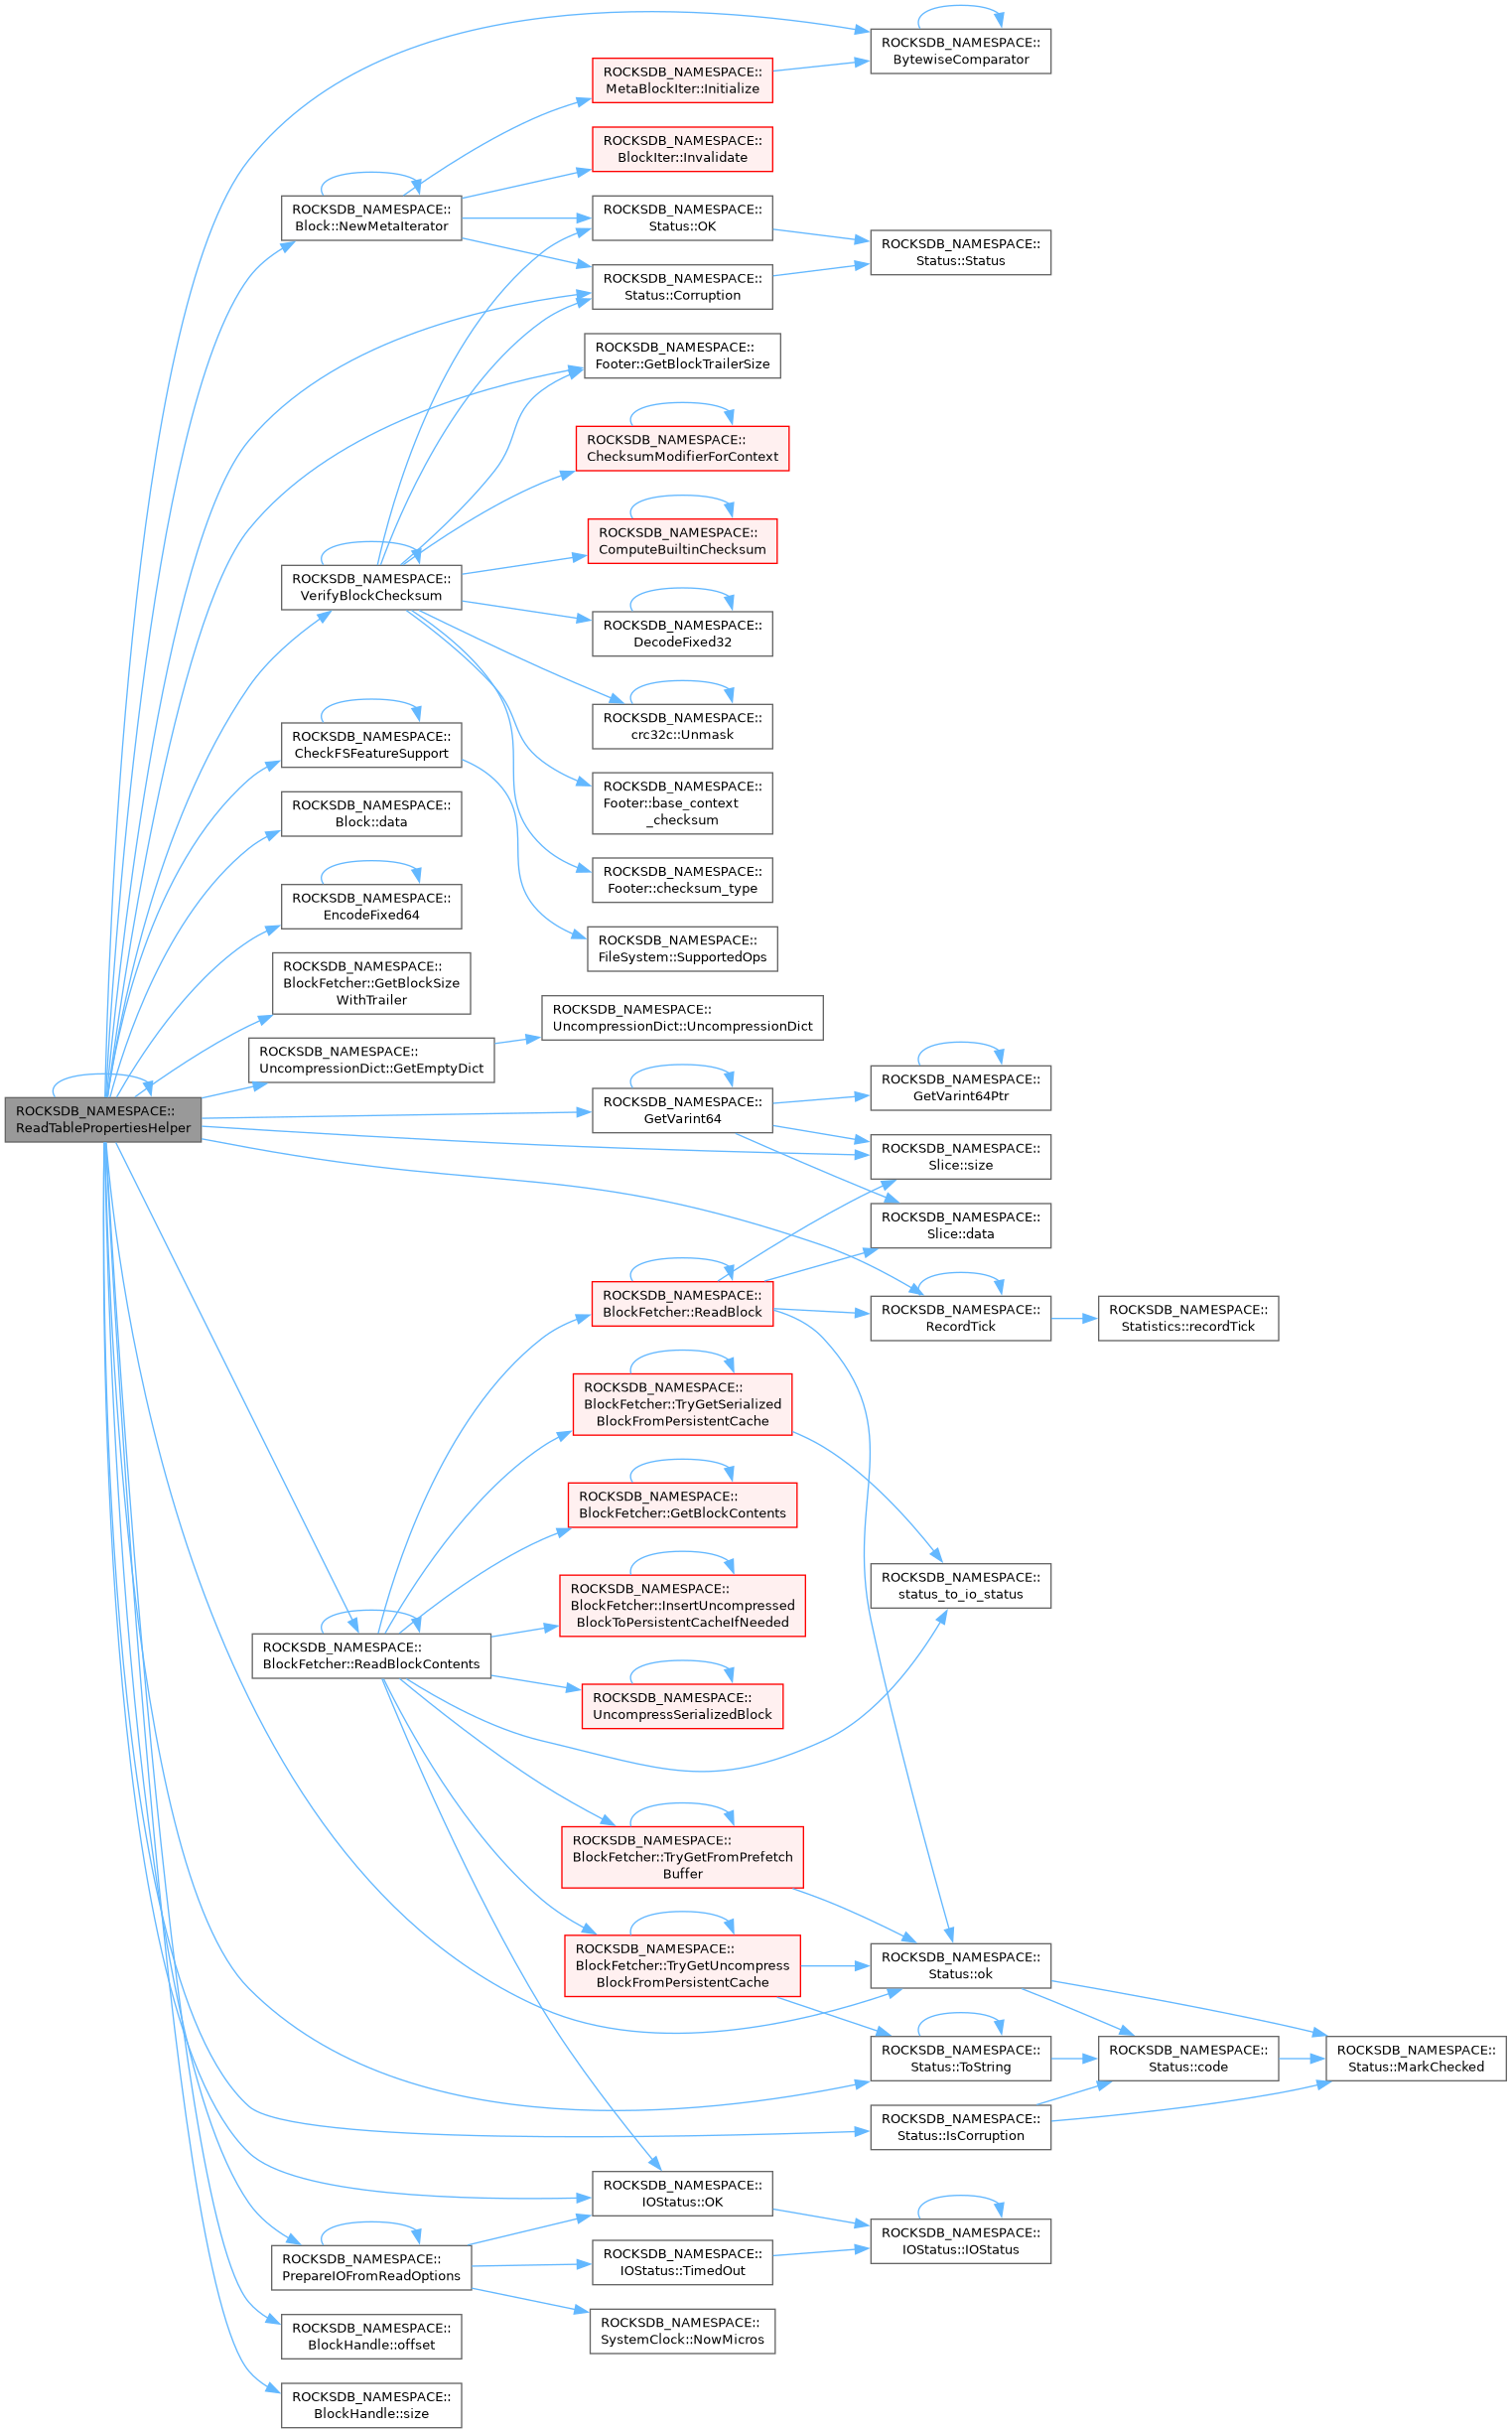 ROCKSDB_NAMESPACE::
BytewiseComparator
ROCKSDB_NAMESPACE::
MetaBlockIter::Initialize
ROCKSDB_NAMESPACE::
BlockIter::Invalidate
ROCKSDB_NAMESPACE::
Block::NewMetaIterator
ROCKSDB_NAMESPACE::
Status::OK
ROCKSDB_NAMESPACE::
Status::Status
ROCKSDB_NAMESPACE::
Status::Corruption
ROCKSDB_NAMESPACE::
Footer::GetBlockTrailerSize
ROCKSDB_NAMESPACE::
ChecksumModifierForContext
ROCKSDB_NAMESPACE::
ComputeBuiltinChecksum
ROCKSDB_NAMESPACE::
VerifyBlockChecksum
ROCKSDB_NAMESPACE::
DecodeFixed32
ROCKSDB_NAMESPACE::
crc32c::Unmask
ROCKSDB_NAMESPACE::
CheckFSFeatureSupport
ROCKSDB_NAMESPACE::
Footer::base_context
_checksum
ROCKSDB_NAMESPACE::
Block::data
ROCKSDB_NAMESPACE::
Footer::checksum_type
ROCKSDB_NAMESPACE::
EncodeFixed64
ROCKSDB_NAMESPACE::
FileSystem::SupportedOps
ROCKSDB_NAMESPACE::
BlockFetcher::GetBlockSize
WithTrailer
ROCKSDB_NAMESPACE::
UncompressionDict::UncompressionDict
ROCKSDB_NAMESPACE::
UncompressionDict::GetEmptyDict
ROCKSDB_NAMESPACE::
GetVarint64Ptr
ROCKSDB_NAMESPACE::
ReadTablePropertiesHelper
ROCKSDB_NAMESPACE::
GetVarint64
ROCKSDB_NAMESPACE::
Slice::size
ROCKSDB_NAMESPACE::
Slice::data
ROCKSDB_NAMESPACE::
BlockFetcher::ReadBlock
ROCKSDB_NAMESPACE::
RecordTick
ROCKSDB_NAMESPACE::
Statistics::recordTick
ROCKSDB_NAMESPACE::
BlockFetcher::TryGetSerialized
BlockFromPersistentCache
ROCKSDB_NAMESPACE::
BlockFetcher::GetBlockContents
ROCKSDB_NAMESPACE::
status_to_io_status
ROCKSDB_NAMESPACE::
BlockFetcher::InsertUncompressed
BlockToPersistentCacheIfNeeded
ROCKSDB_NAMESPACE::
BlockFetcher::ReadBlockContents
ROCKSDB_NAMESPACE::
UncompressSerializedBlock
ROCKSDB_NAMESPACE::
BlockFetcher::TryGetFromPrefetch
Buffer
ROCKSDB_NAMESPACE::
BlockFetcher::TryGetUncompress
BlockFromPersistentCache
ROCKSDB_NAMESPACE::
Status::ok
ROCKSDB_NAMESPACE::
Status::ToString
ROCKSDB_NAMESPACE::
Status::code
ROCKSDB_NAMESPACE::
Status::MarkChecked
ROCKSDB_NAMESPACE::
Status::IsCorruption
ROCKSDB_NAMESPACE::
IOStatus::OK
ROCKSDB_NAMESPACE::
IOStatus::IOStatus
ROCKSDB_NAMESPACE::
PrepareIOFromReadOptions
ROCKSDB_NAMESPACE::
IOStatus::TimedOut
ROCKSDB_NAMESPACE::
SystemClock::NowMicros
ROCKSDB_NAMESPACE::
BlockHandle::offset
ROCKSDB_NAMESPACE::
BlockHandle::size